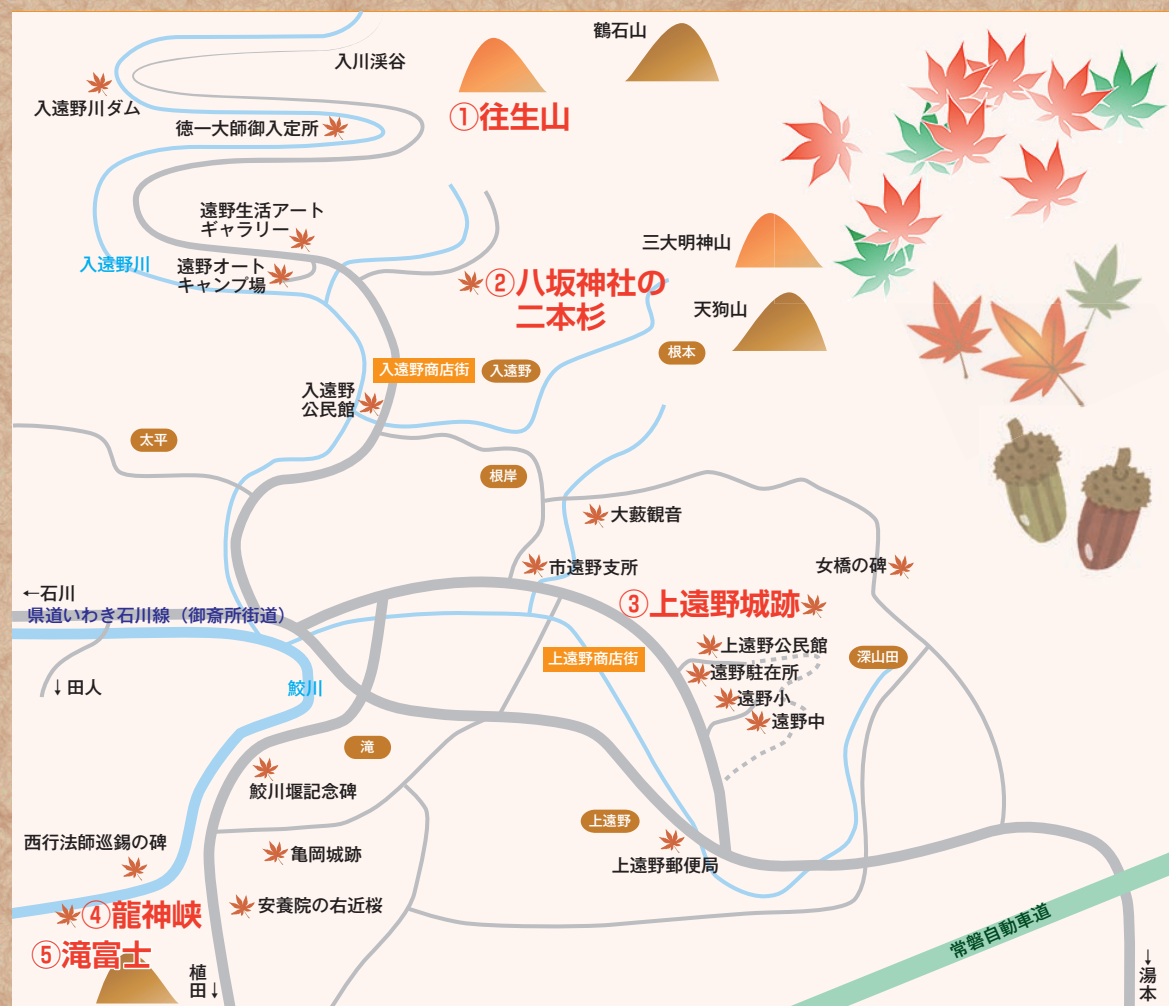 鶴石山
入川渓谷
入遠野川ダム
①往生山
徳一大師御入定所
遠野生活アート
ギャラリー
三大明神山
入遠野川
遠野オート
キャンプ場
②八坂神社の
二本杉
天狗山
根本
入遠野商店街
入遠野
入遠野
公民館
太平
根岸
大藪観音
市遠野支所
女橋の碑
←石川
県道いわき石川線（御斎所街道）
③上遠野城跡
上遠野公民館
上遠野商店街
深山田
遠野駐在所
↓田人
鮫川
遠野小
遠野中
滝
鮫川堰記念碑
上遠野
西行法師巡錫の碑
亀岡城跡
上遠野郵便局
安養院の右近桜
④龍神峡
⑤滝富士
常磐自動車道
植田↓
↓湯本